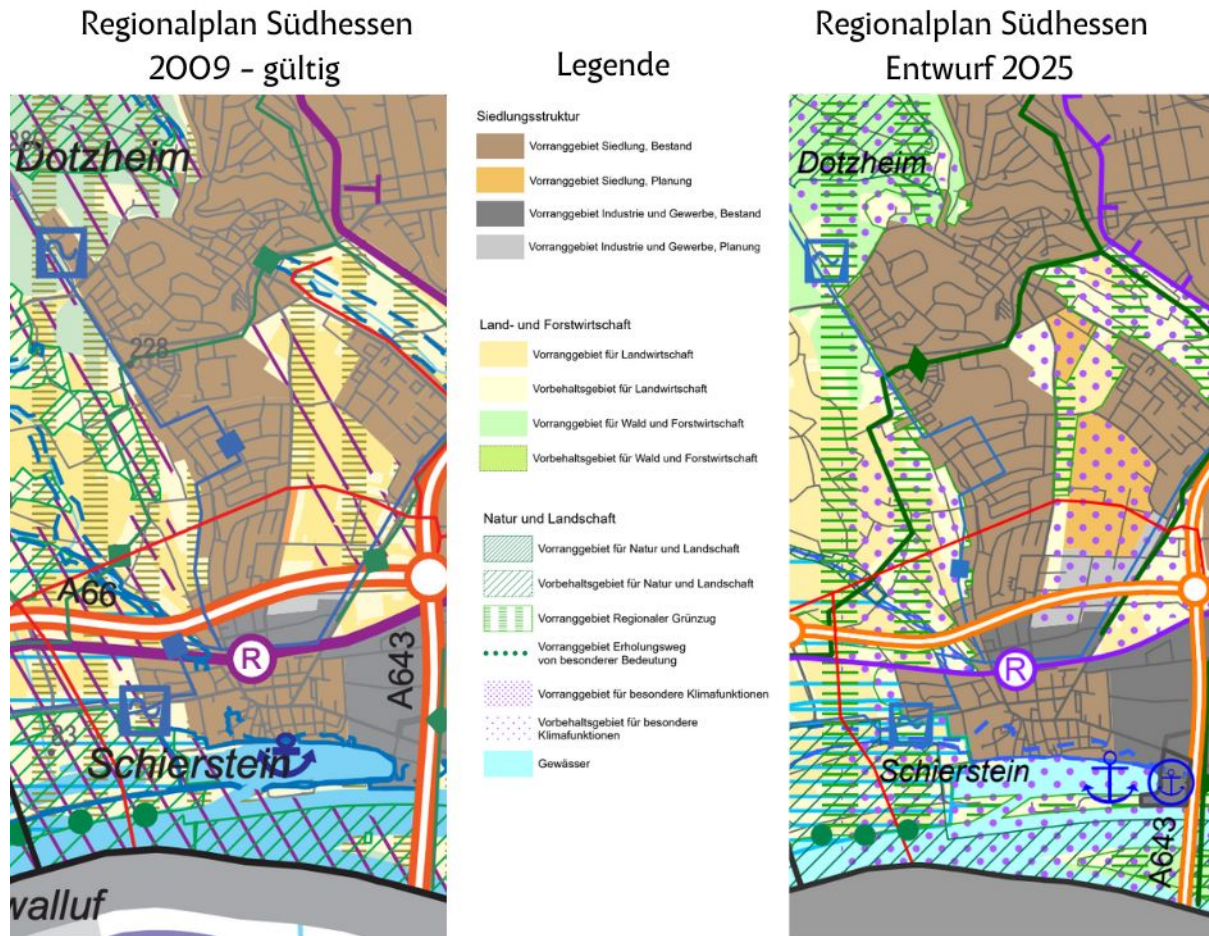 Regionalplan Südhessen
2009 – gültig
Dotzheim
228
A66
R
A643
83
Schierstein
walluf
Legende
Siedlungsstruktur
Vorranggebiet Siedlung, Bestand
Vorranggebiet Siedlung, Planung
Vorranggebiet Industrie und Gewerbe, Bestand
Vorranggebiet Industrie und Gewerbe, Planung
Land- und Forstwirtschaft
Vorranggebiet für Landwirtschaft
Vorbehaltsgebiet für Landwirtschaft
Vorranggebiet für Wald und Forstwirtschaft
Vorbehaltsgebiet für Wald und Forstwirtschaft
Natur und Landschaft
Vorranggebiet für Natur und Landschaft
Vorbehaltsgebiet für Natur und Landschaft
Vorranggebiet Regionaler Grünzug
Vorranggebiet Erholungsweg
von besonderer Bedeutung
Vorranggebiet für besondere Klimafunktionen
Vorbehaltsgebiet für besondere
Klimafunktionen
Gewässer
Regionalplan Südhessen
Entwurf 2025
Dotzheim
R
Schierstein
A643